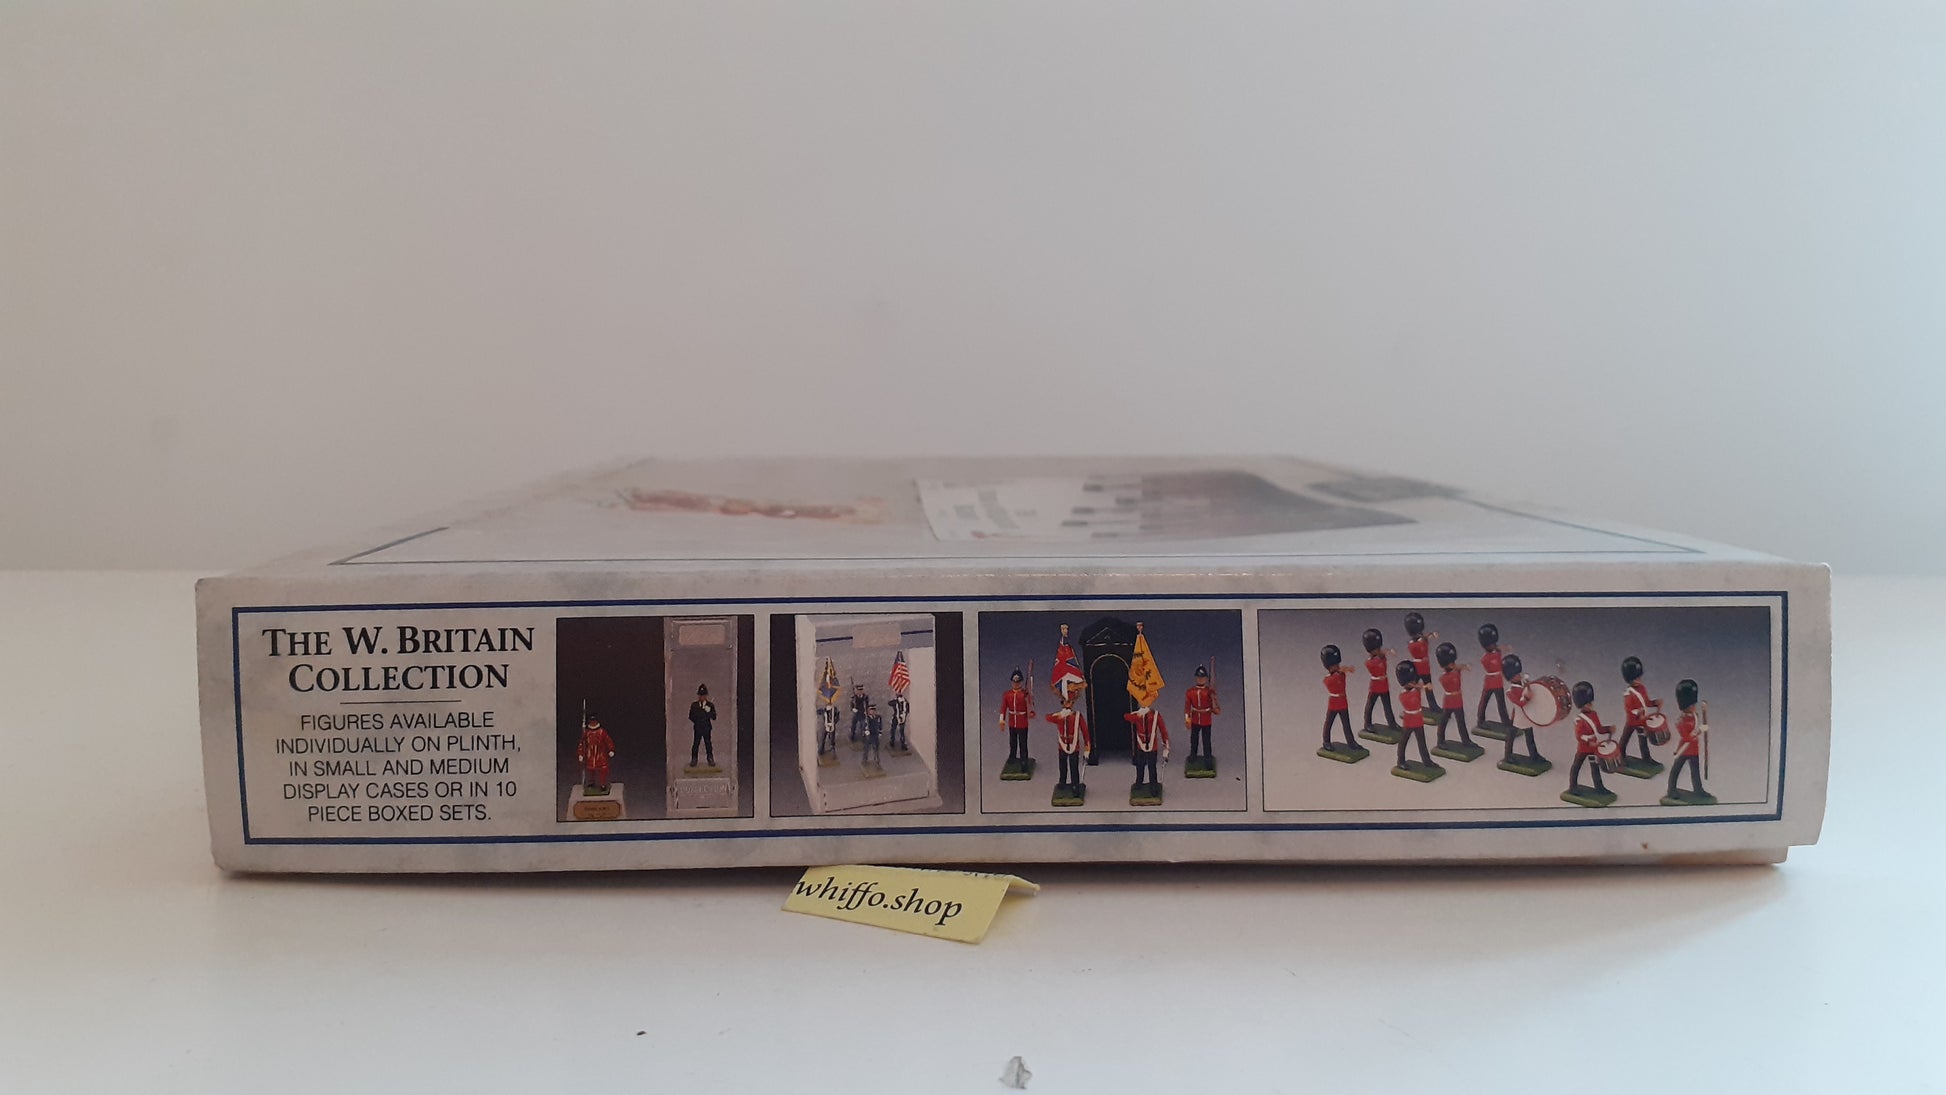 THE W. BRITAIN
COLLECTION
FIGURES AVAILABLE
INDIVIDUALLY ON PLINTH,
IN SMALL AND MEDIUM
DISPLAY CASES OR IN 10
PIECE BOXED SETS.
whiffo.shop